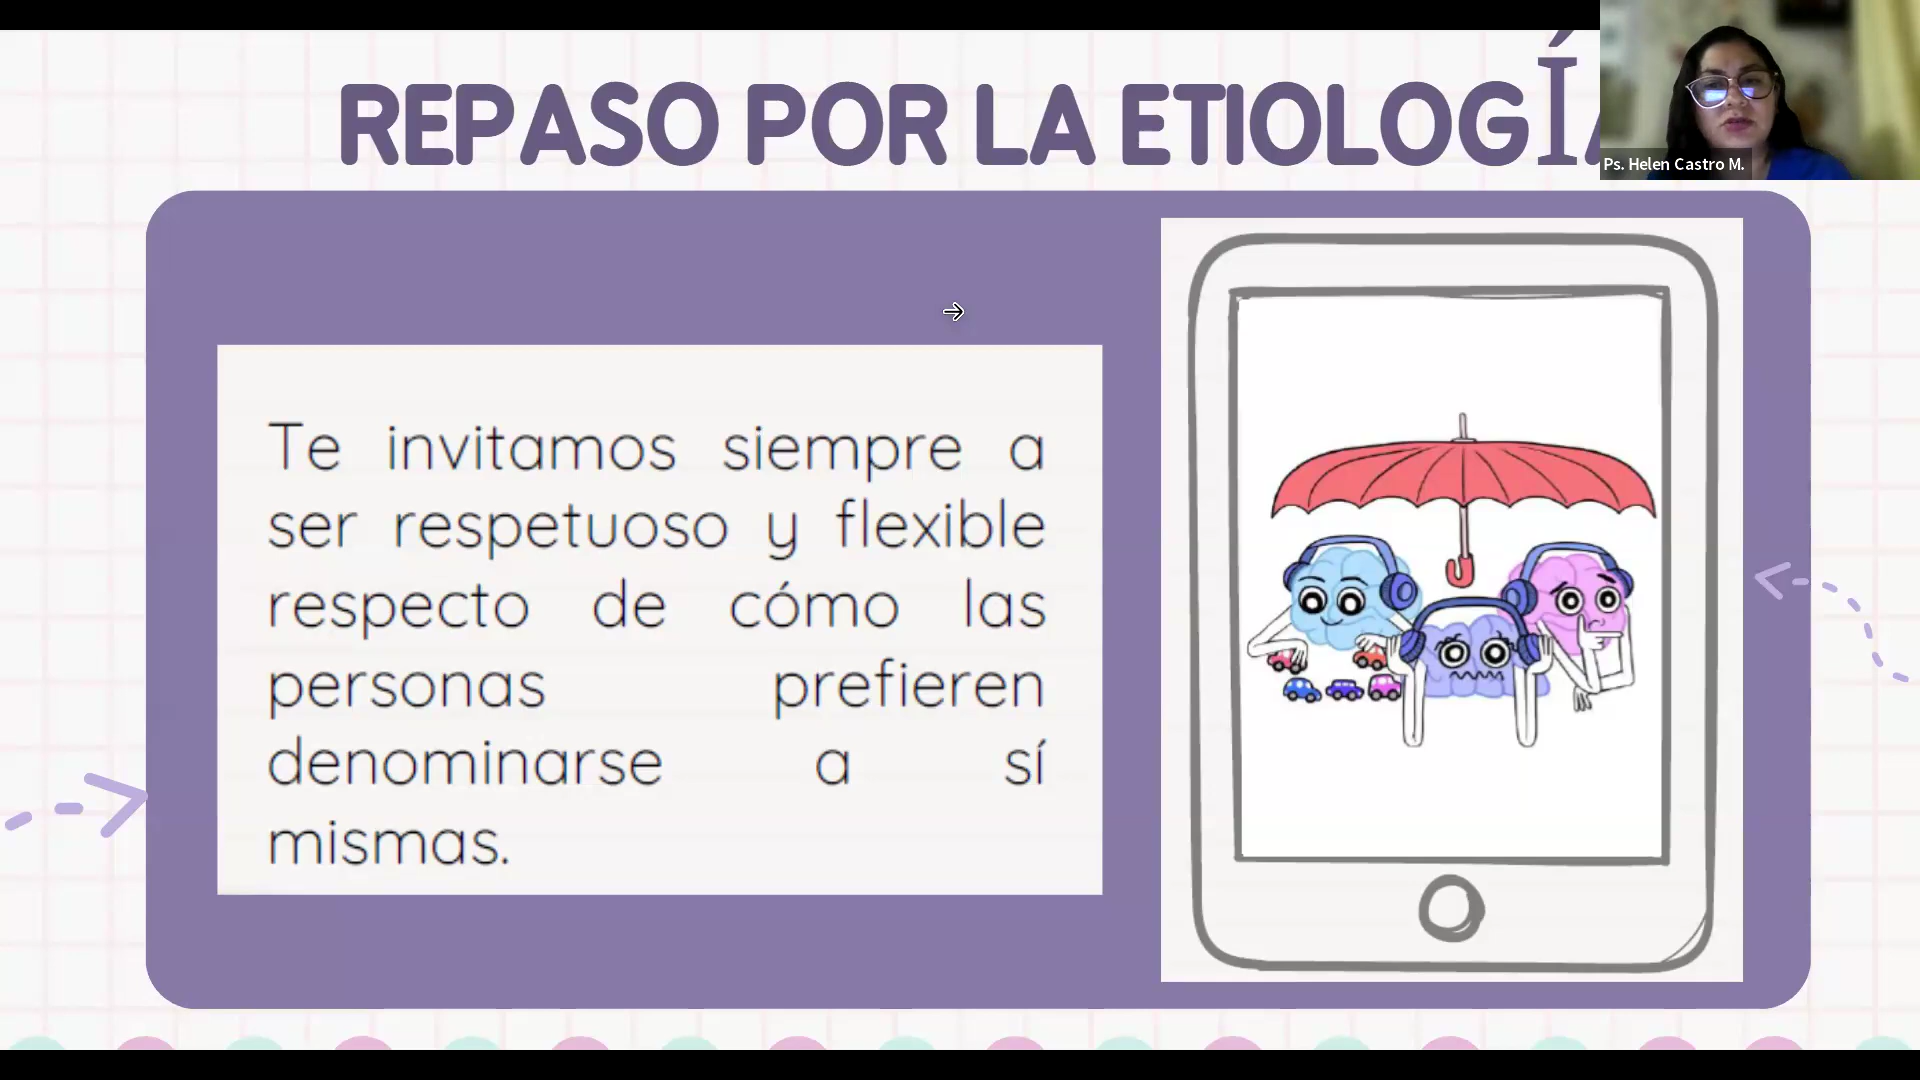 REPASO POR LA ETIOLOGÍA
Ps. Helen Castro M.
Te invitamos siempre a
ser respetuoso y flexible
respecto de cómo las
personas prefieren
denominarse a sí
mismas.